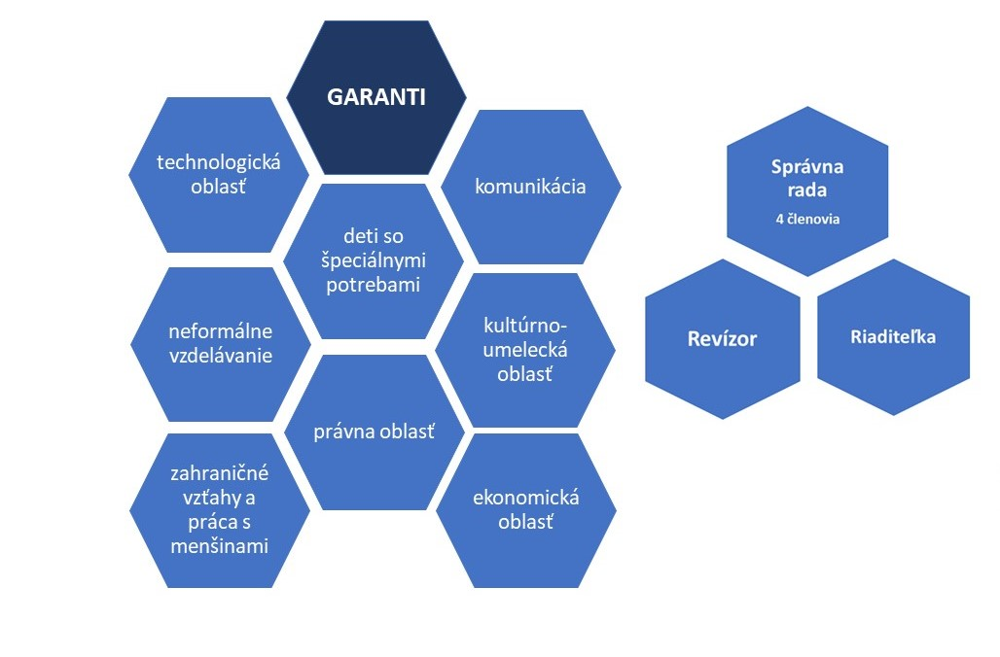 GARANTI
technologická
oblasť
komunikácia
deti so
špeciálnymi
potrebami
neformálne
vzdelávanie
kultúrno-
umelecká
oblasť
právna oblasť
zahraničné
vzťahy a
práca s
menšinami
ekonomická
oblasť
Správna
rada
4 členovia
Revízor
Riaditeľka